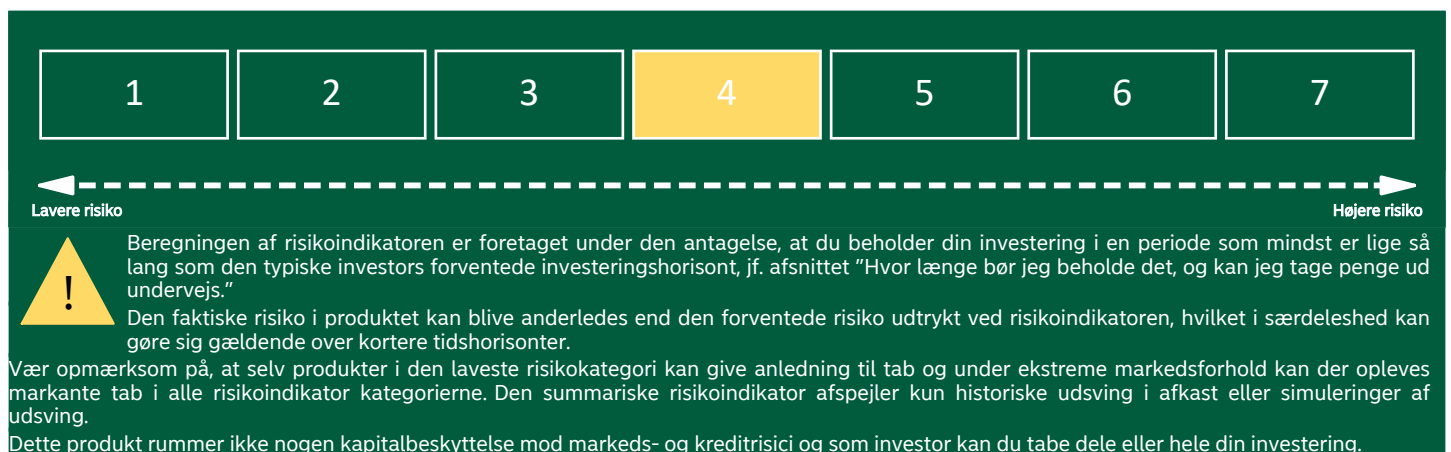 1 2 3 4 5 6 7
Lavere risiko Højere risiko
Beregningen af risikoindikatoren er foretaget under den antagelse, at du beholder din investering i en periode som mindst er lige så
lang som den typiske investors forventede investeringshorisont, jf. afsnittet ”Hvor længe bør jeg beholde det, og kan jeg tage penge ud
undervejs.”
!
Den faktiske risiko i produktet kan blive anderledes end den forventede risiko udtrykt ved risikoindikatoren, hvilket i særdeleshed kan
gøre sig gældende over kortere tidshorisonter.
Vær opmærksom på, at selv produkter i den laveste risikokategori kan give anledning til tab og under ekstreme markedsforhold kan der opleves
markante tab i alle risikoindikator kategorierne. Den summariske risikoindikator afspejler kun historiske udsving i afkast eller simuleringer af
udsving.
Dette produkt rummer ikke nogen kapitalbeskyttelse mod markeds- og kreditrisici og som investor kan du tabe dele eller hele din investering.